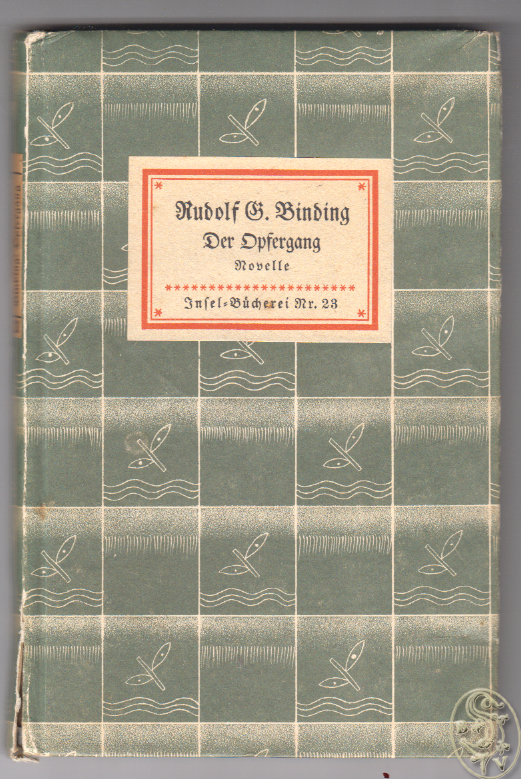 Rudolf G. Binding
Der Opfergang
Novelle
Insel-Bücherei Nr. 23